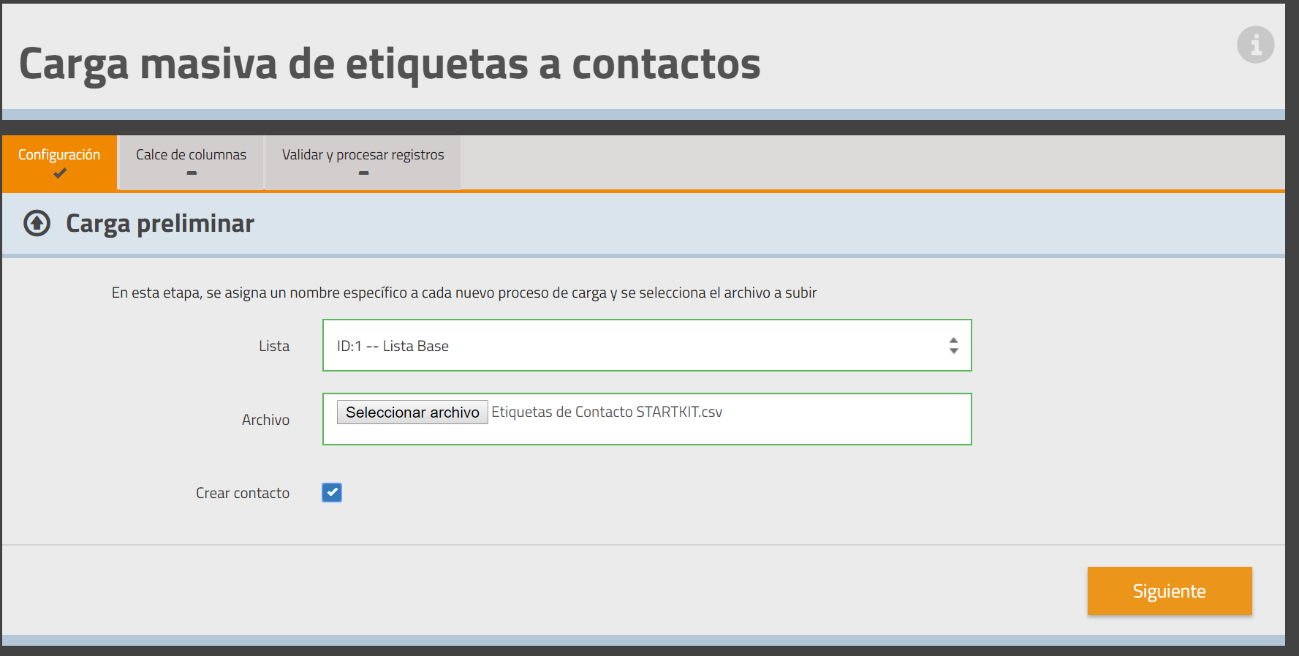 Carga masiva de etiquetas a contactos
Configuración
Calce de columnas
Validar y procesar registros
Carga preliminar
En esta etapa, se asigna un nombre específico a cada nuevo proceso de carga y se selecciona el archivo a subir
Lista
ID:1 -- Lista Base
Archivo
Seleccionar archivo Etiquetas de Contacto STARTKIT.csv
Crear contacto
Siguiente